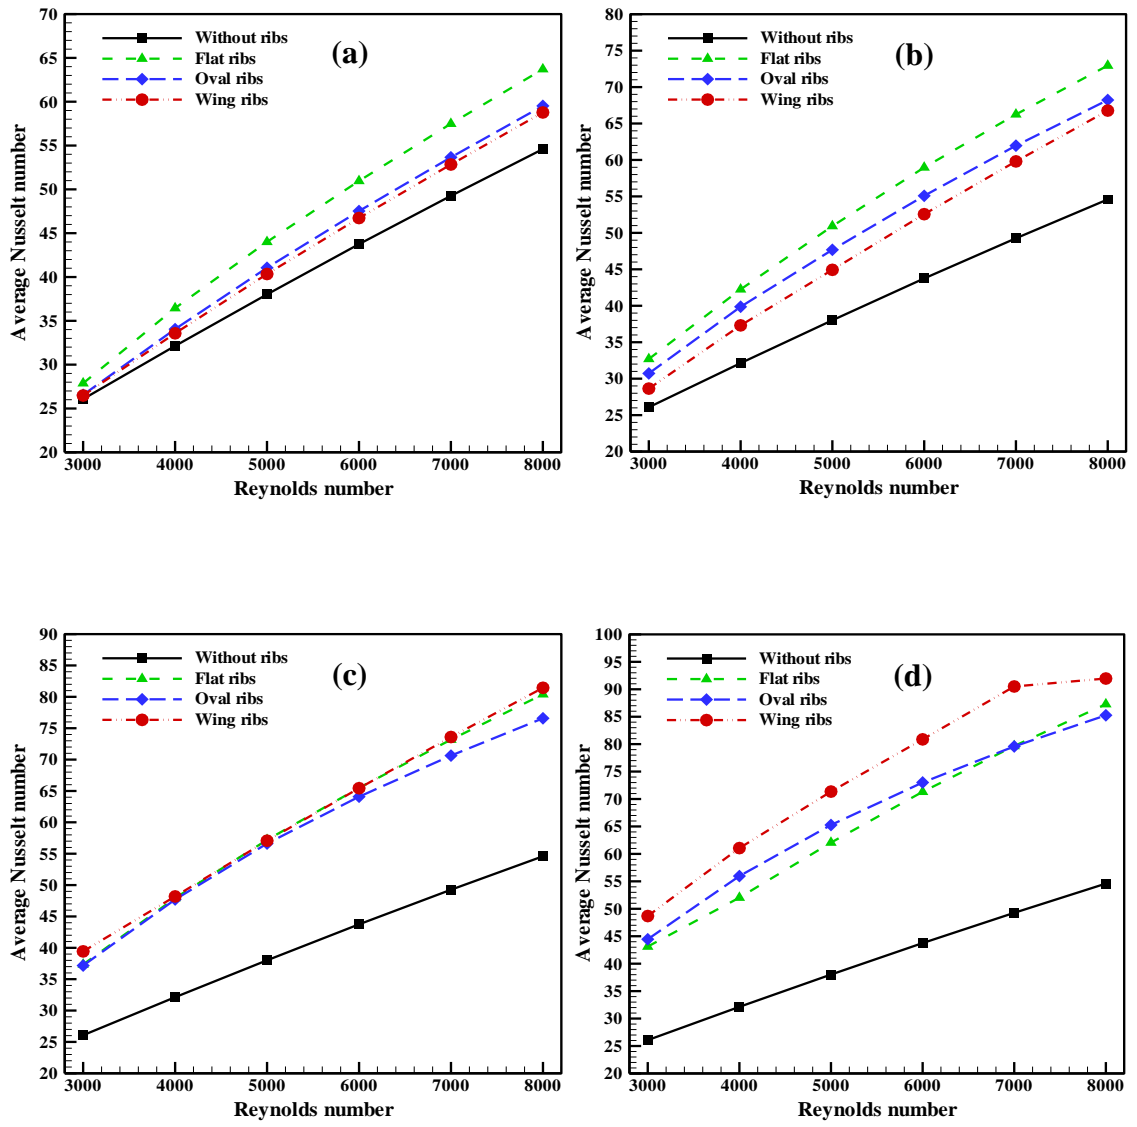 70
65
60
55
50
45
40
35
30
25
20
Average Nusselt number
Without ribs
Flat ribs
Oval ribs
Wing ribs
(a)
3000 4000 5000 6000 7000 8000
Reynolds number
80
75
70
65
60
55
50
45
40
35
30
25
20
Average Nusselt number
Without ribs
Flat ribs
Oval ribs
Wing ribs
(b)
3000 4000 5000 6000 7000 8000
Reynolds number
90
85
80
75
70
65
60
55
50
45
40
35
30
25
20
Average Nusselt number
Without ribs
Flat ribs
Oval ribs
Wing ribs
(c)
3000 4000 5000 6000 7000 8000
Reynolds number
100
95
90
85
80
75
70
65
60
55
50
45
40
35
30
25
20
Average Nusselt number
Without ribs
Flat ribs
Oval ribs
Wing ribs
(d)
3000 4000 5000 6000 7000 8000
Reynolds number